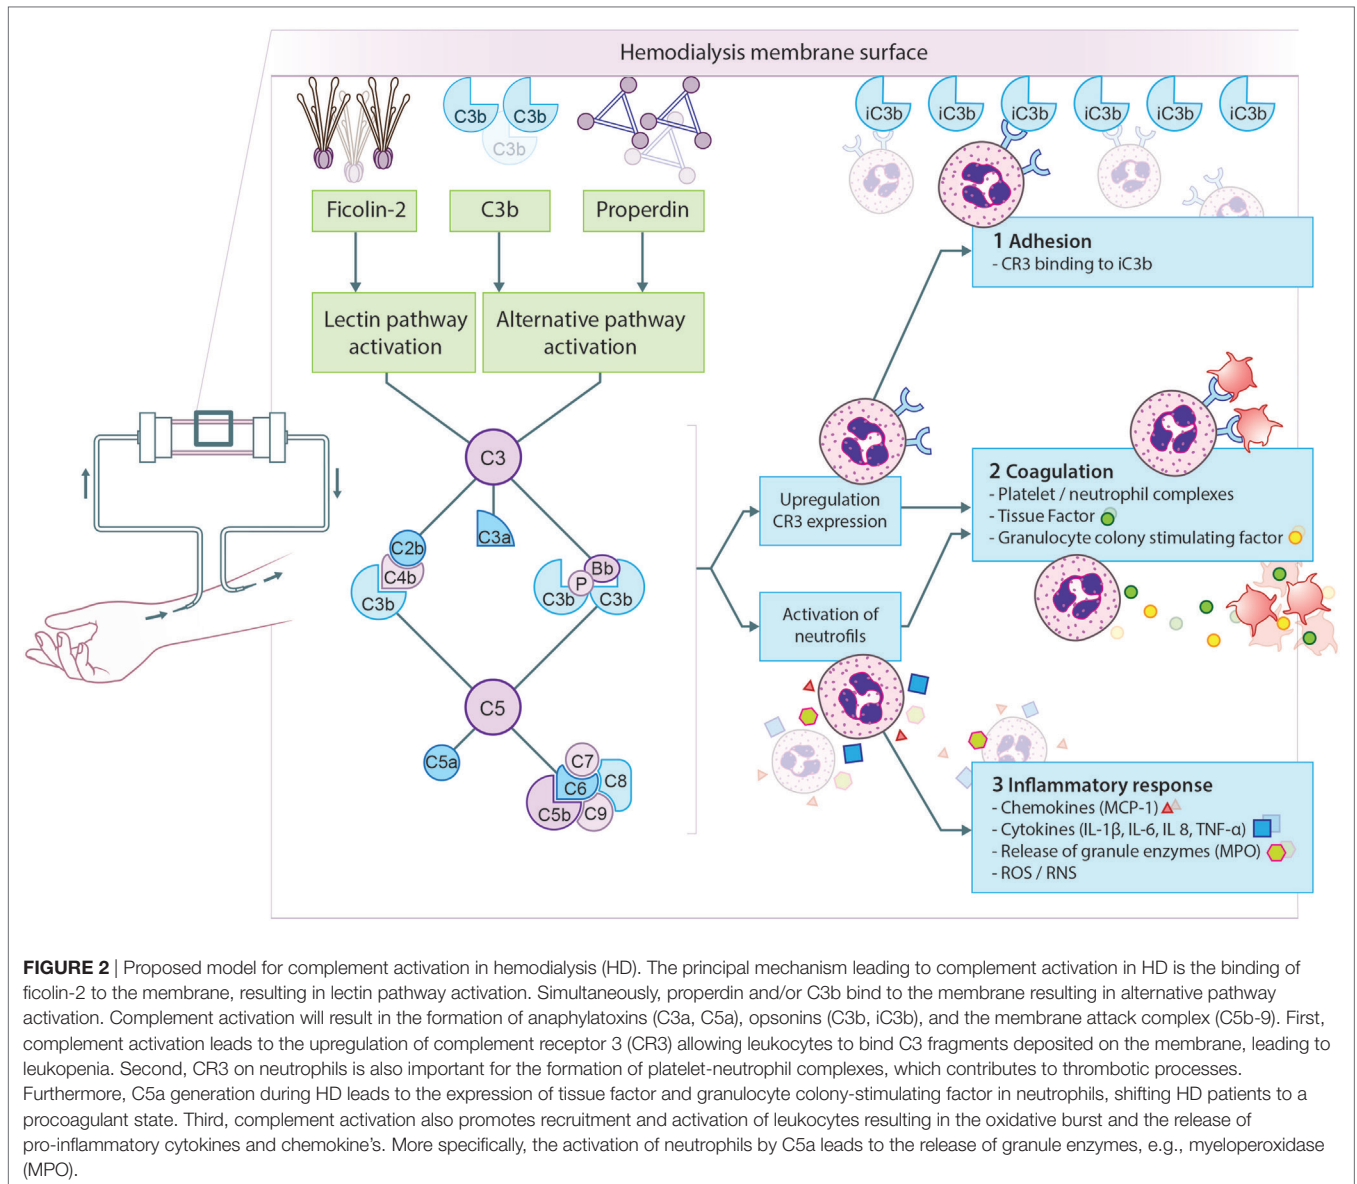 Hemodialysis membrane surface
C3b
C3b
C3b
iC3b
iC3b
iC3b
iC3b
iC3b
iC3b
Ficolin-2
C3b
Properdin
Lectin pathway
activation
Alternative pathway
activation
C3
C3a
C2b
C4b
C3b
Bb
P
C3b
C3b
C5
C5a
C7
C6
C8
C5b
C9
Upregulation
CR3 expression
Activation of
neutrofils
1 Adhesion
- CR3 binding to iC3b
2 Coagulation
- Platelet / neutrophil complexes
- Tissue Factor
- Granulocyte colony stimulating factor
3 Inflammatory response
- Chemokines (MCP-1)
- Cytokines (IL-1β, IL-6, IL 8, TNF-α)
- Release of granule enzymes (MPO)
- ROS / RNS
FIGURE 2 | Proposed model for complement activation in hemodialysis (HD). The principal mechanism leading to complement activation in HD is the binding of
ficolin-2 to the membrane, resulting in lectin pathway activation. Simultaneously, properdin and/or C3b bind to the membrane resulting in alternative pathway
activation. Complement activation will result in the formation of anaphylatoxins (C3a, C5a), opsonins (C3b, iC3b), and the membrane attack complex (C5b-9). First,
complement activation leads to the upregulation of complement receptor 3 (CR3) allowing leukocytes to bind C3 fragments deposited on the membrane, leading to
leukopenia. Second, CR3 on neutrophils is also important for the formation of platelet-neutrophil complexes, which contributes to thrombotic processes.
Furthermore, C5a generation during HD leads to the expression of tissue factor and granulocyte colony-stimulating factor in neutrophils, shifting HD patients to a
procoagulant state. Third, complement activation also promotes recruitment and activation of leukocytes resulting in the oxidative burst and the release of
pro-inflammatory cytokines and chemokine's. More specifically, the activation of neutrophils by C5a leads to the release of granule enzymes, e.g., myeloperoxidase
(MPO).